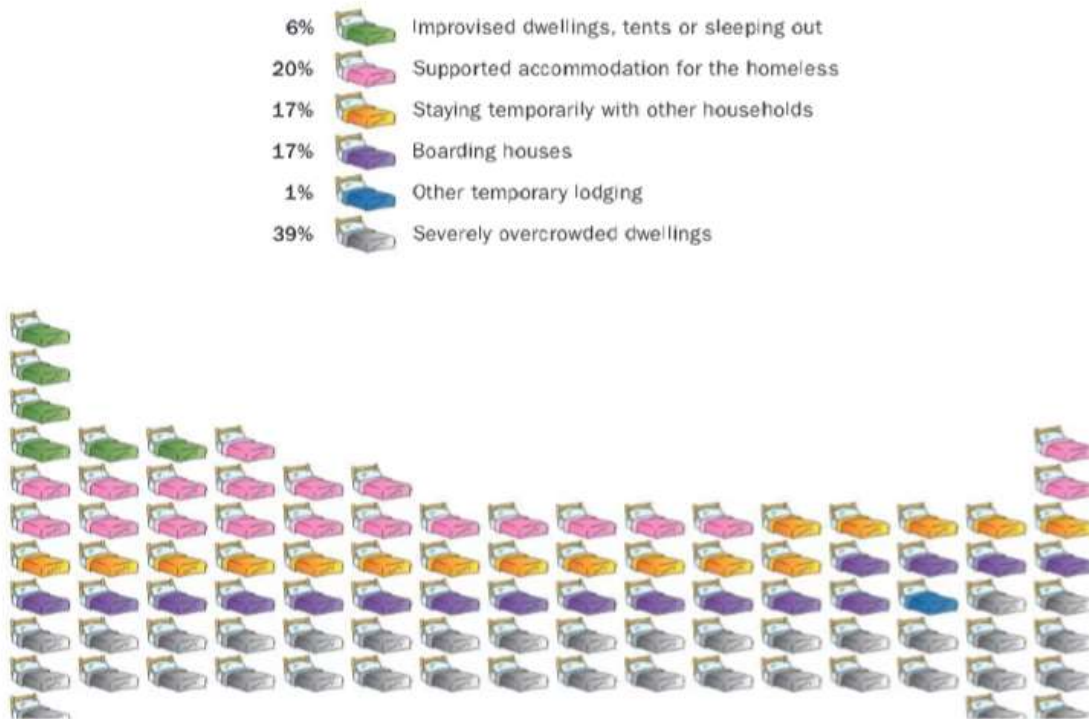 6% Improvised dwellings, tents or sleeping out
20% Supported accommodation for the homeless
17% Staying temporarily with other households
17% Boarding houses
1% Other temporary lodging
39% Severely overcrowded dwellings